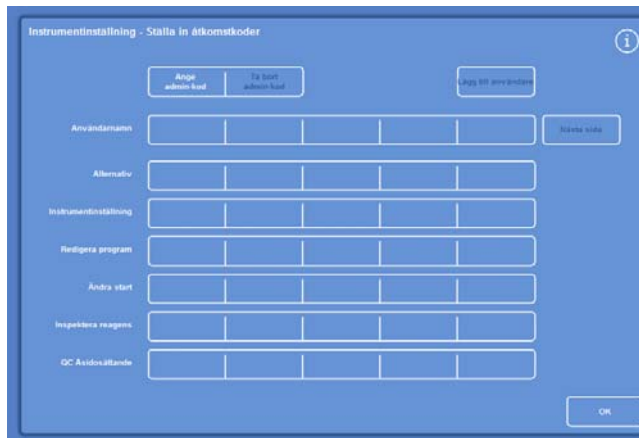 Instrumentinställning - Ställa in åtkomstkoder
i
Ange
admin-kod
Ta bort
admin-kod
Lägg till användare
Användarnamn
Nästa sida
Alternativ
Instrumentinställning
Redigera program
Ändra start
Inspektera reagens
QC Åsidosättande
OK